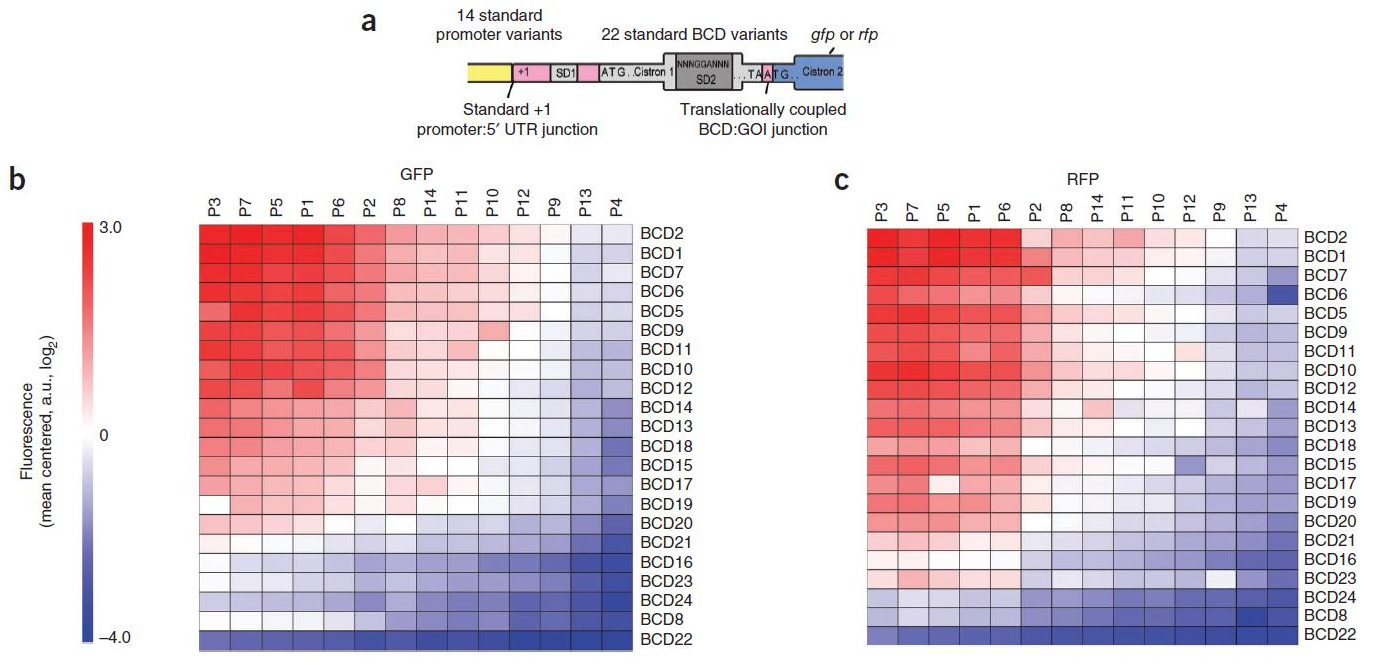 a
14 standard
promoter variants
22 standard BCD variants
gfp or rfp
+1
SD1
ATG..Cistron 1
NNNGGANNN
SD2
...TAATG..
Cistron 2
Standard +1
promoter:5′ UTR junction
Translationally coupled
BCD:GOI junction
b
GFP
P3 P7 P5 P1 P6 P2 P8 P14 P11 P10 P12 P9 P13 P4
3.0
0
–4.0
Fluorescence
(mean centered, a.u., log2)
BCD2
BCD1
BCD7
BCD6
BCD5
BCD9
BCD11
BCD10
BCD12
BCD14
BCD13
BCD18
BCD15
BCD17
BCD19
BCD20
BCD21
BCD16
BCD23
BCD24
BCD8
BCD22
c
RFP
P3 P7 P5 P1 P6 P2 P8 P14 P11 P10 P12 P9 P13 P4
BCD2
BCD1
BCD7
BCD6
BCD5
BCD9
BCD11
BCD10
BCD12
BCD14
BCD13
BCD18
BCD15
BCD17
BCD19
BCD20
BCD21
BCD16
BCD23
BCD24
BCD8
BCD22